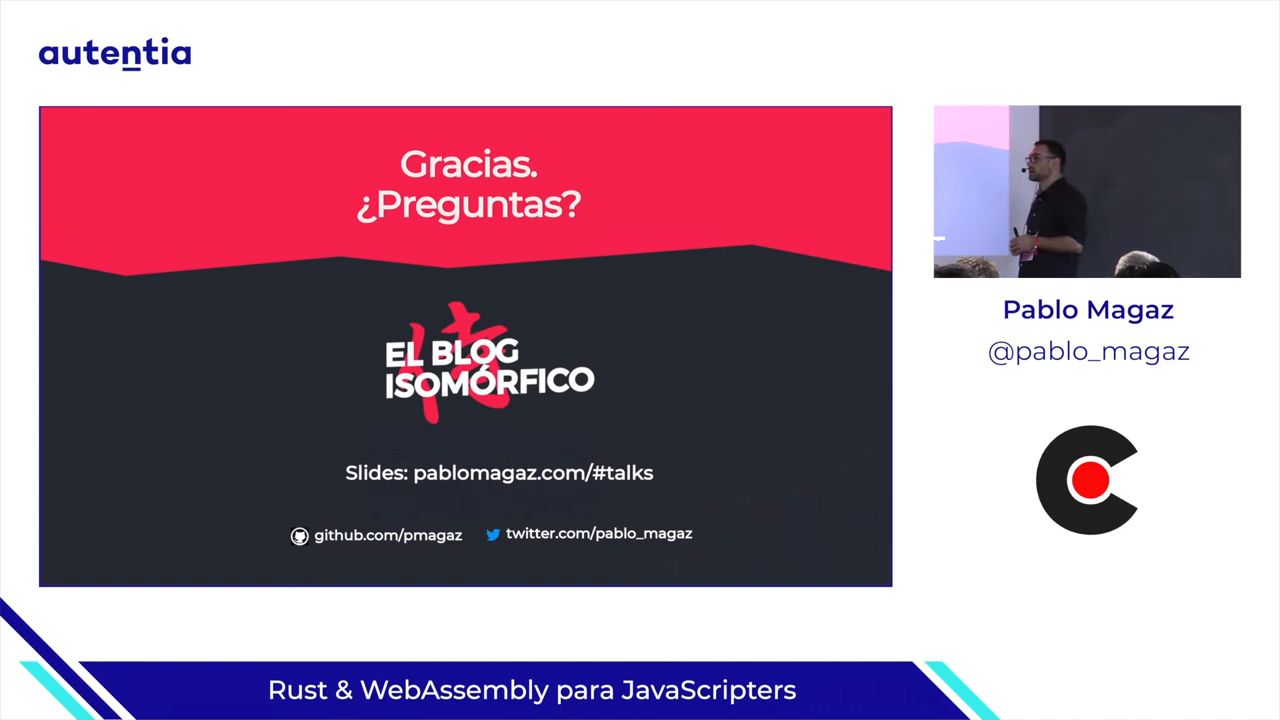 autentia
Gracias.
¿Preguntas?
侍
EL BLOG
ISOMÓRFICO
Slides: pablomagaz.com/#talks
github.com/pmagaz
twitter.com/pablo_magaz
Pablo Magaz
@pablo_magaz
Rust & WebAssembly para JavaScripters